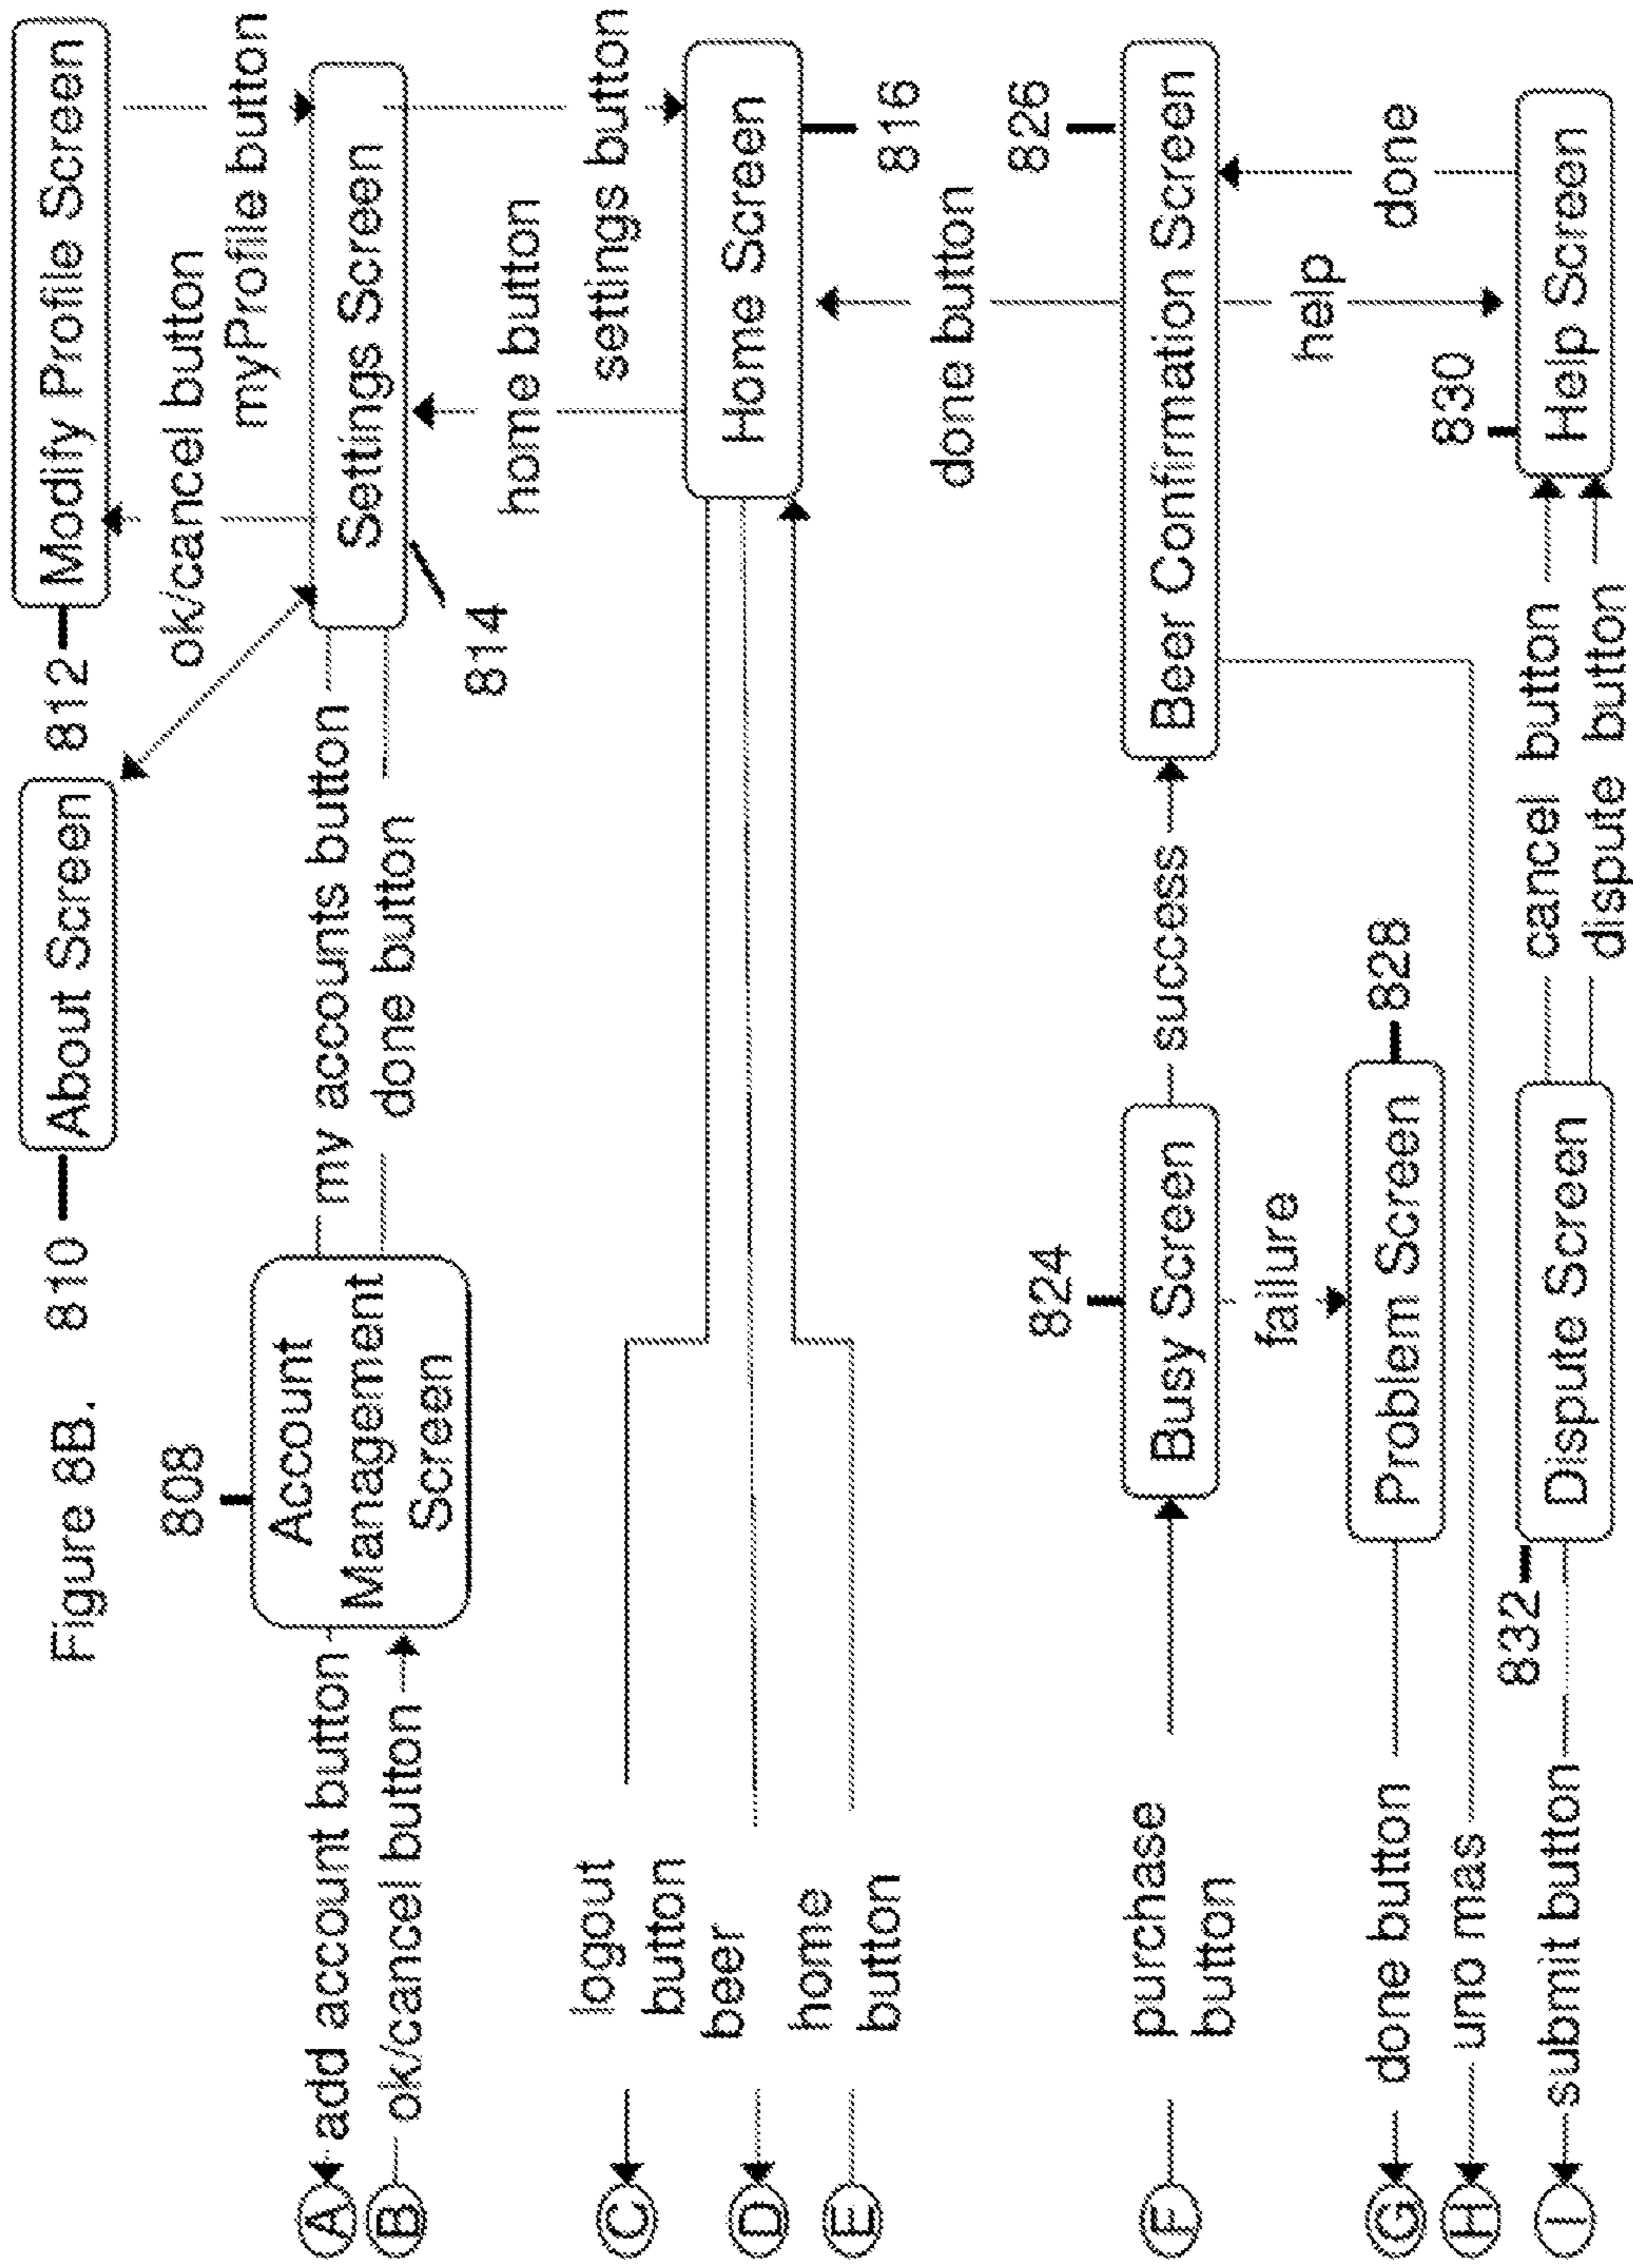 Figure 8B.
810
About Screen
812
Modify Profile Screen
808
ok/cancel button
myProfile button
Account
Management
Screen
add account button
ok/cancel button
my accounts button
done button
Settings Screen
814
A
B
home button
settings button
logout
button
beer
home
button
C
D
E
Home Screen
816
done button
824
826
purchase
button
F
Busy Screen
success
Beer Confirmation Screen
failure
help
done
G
done button
Problem Screen
828
830
H
uno mas
832
I
submit button
Dispute Screen
cancel button
dispute button
Help Screen